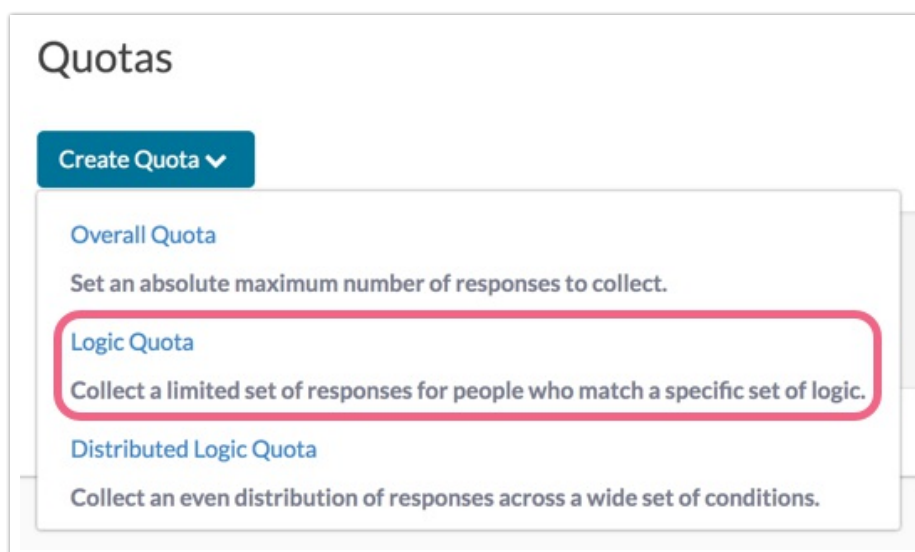 Quotas
Create Quota
Overall Quota
Set an absolute maximum number of responses to collect.
Logic Quota
Collect a limited set of responses for people who match a specific set of logic.
Distributed Logic Quota
Collect an even distribution of responses across a wide set of conditions.